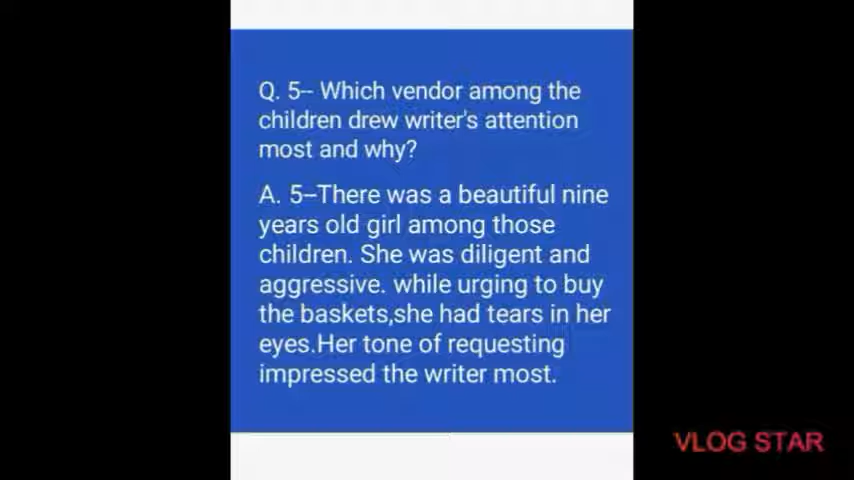 Q. 5-- Which vendor among the
children drew writer's attention
most and why?
A. 5--There was a beautiful nine
years old girl among those
children. She was diligent and
aggressive. while urging to buy
the baskets,she had tears in her
eyes.Her tone of requesting
impressed the writer most.
VLOG STAR